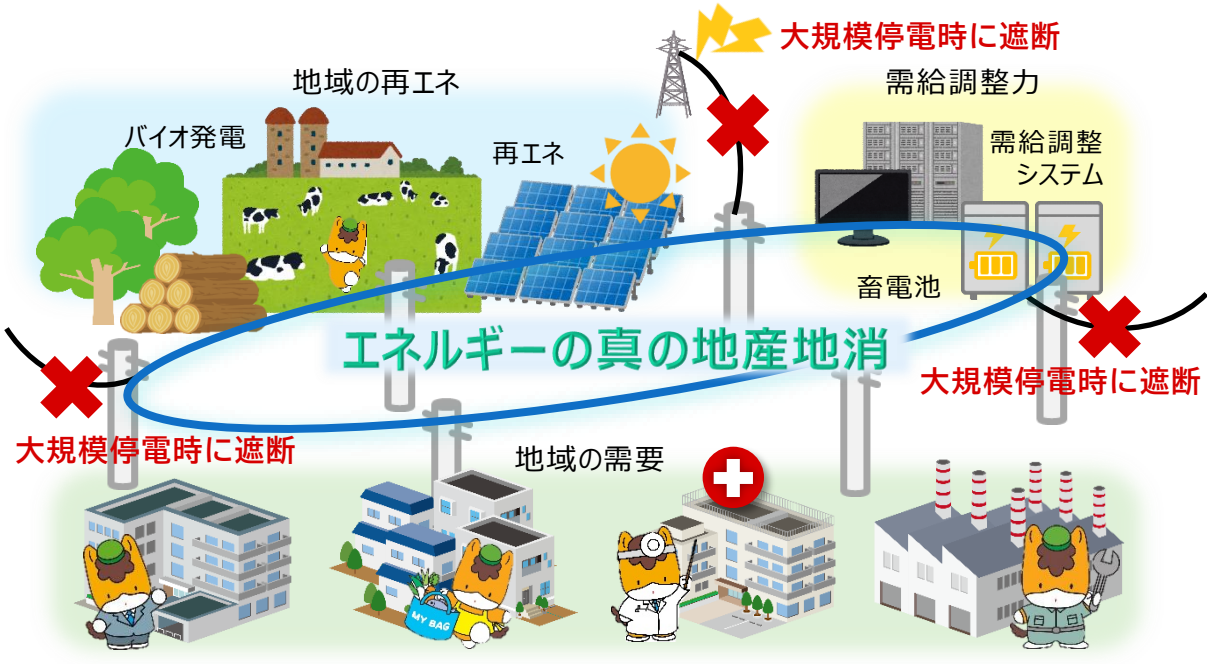 大規模停電時に遮断
地域の再エネ
需給調整力
バイオ発電
再エネ
需給調整
システム
畜電池
エネルギーの真の地産地消
大規模停電時に遮断
大規模停電時に遮断
地域の需要
MY BAG